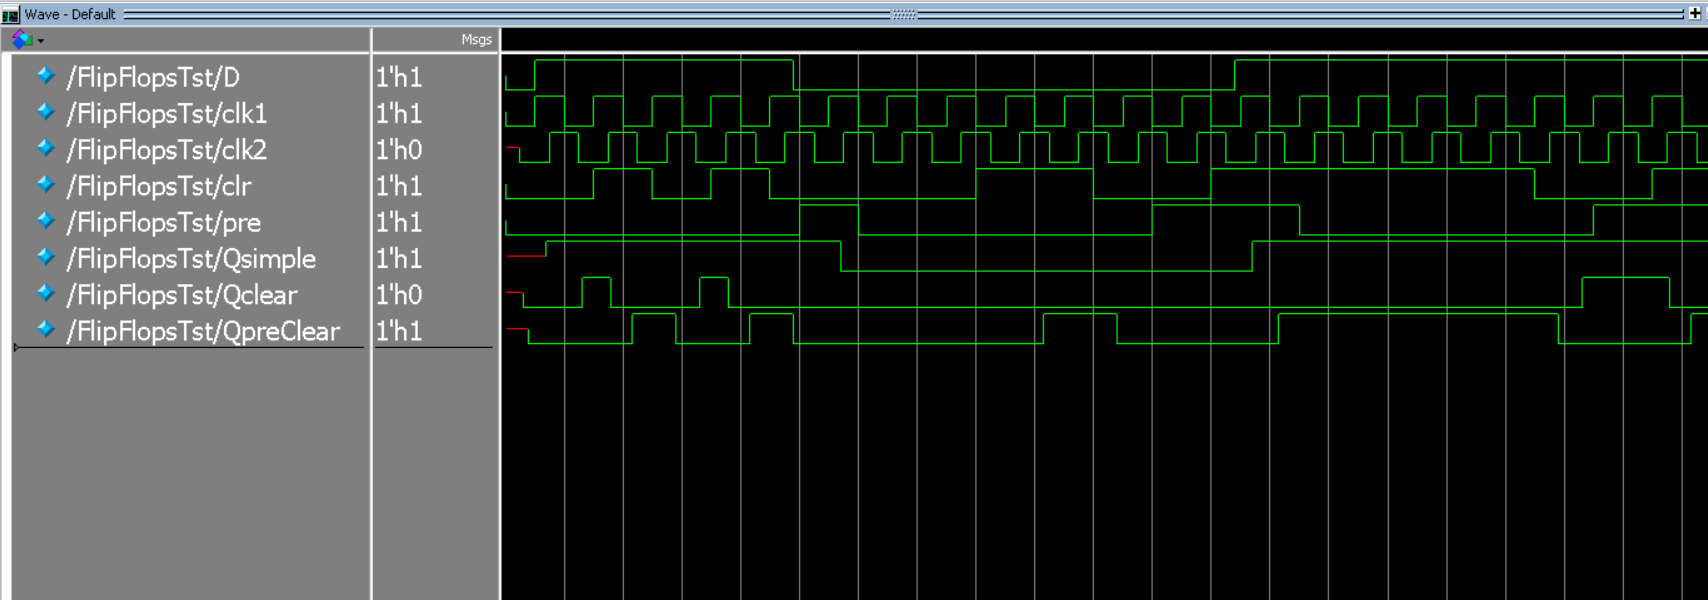 Wave - Default
Msgs
/FlipFlopsTst/D 1'h1
/FlipFlopsTst/clk1 1'h1
/FlipFlopsTst/clk2 1'h0
/FlipFlopsTst/clr 1'h1
/FlipFlopsTst/pre 1'h1
/FlipFlopsTst/Qsimple 1'h1
/FlipFlopsTst/Qclear 1'h0
/FlipFlopsTst/QpreClear 1'h1